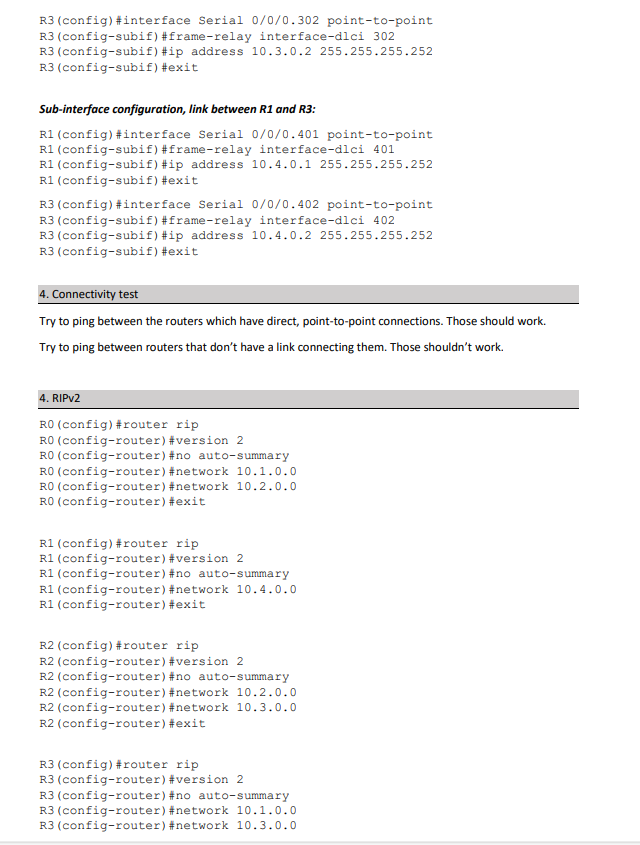 R3(config)#interface Serial 0/0/0.302 point-to-point
R3(config-subif)#frame-relay interface-dlci 302
R3(config-subif)#ip address 10.3.0.2 255.255.255.252
R3(config-subif)#exit
Sub-interface configuration, link between R1 and R3:
R1(config)#interface Serial 0/0/0.401 point-to-point
R1(config-subif)#frame-relay interface-dlci 401
R1(config-subif)#ip address 10.4.0.1 255.255.255.252
R1(config-subif)#exit
R3(config)#interface Serial 0/0/0.402 point-to-point
R3(config-subif)#frame-relay interface-dlci 402
R3(config-subif)#ip address 10.4.0.2 255.255.255.252
R3(config-subif)#exit
4. Connectivity test
Try to ping between the routers which have direct, point-to-point connections. Those should work.
Try to ping between routers that don't have a link connecting them. Those shouldn't work.
4. RIPv2
R0(config)#router rip
R0(config-router)#version 2
R0(config-router)#no auto-summary
R0(config-router)#network 10.1.0.0
R0(config-router)#network 10.2.0.0
R0(config-router)#exit
R1(config)#router rip
R1(config-router)#version 2
R1(config-router)#no auto-summary
R1(config-router)#network 10.4.0.0
R1(config-router)#exit
R2(config)#router rip
R2(config-router)#version 2
R2(config-router)#no auto-summary
R2(config-router)#network 10.2.0.0
R2(config-router)#network 10.3.0.0
R2(config-router)#exit
R3(config)#router rip
R3(config-router)#version 2
R3(config-router)#no auto-summary
R3(config-router)#network 10.1.0.0
R3(config-router)#network 10.3.0.0